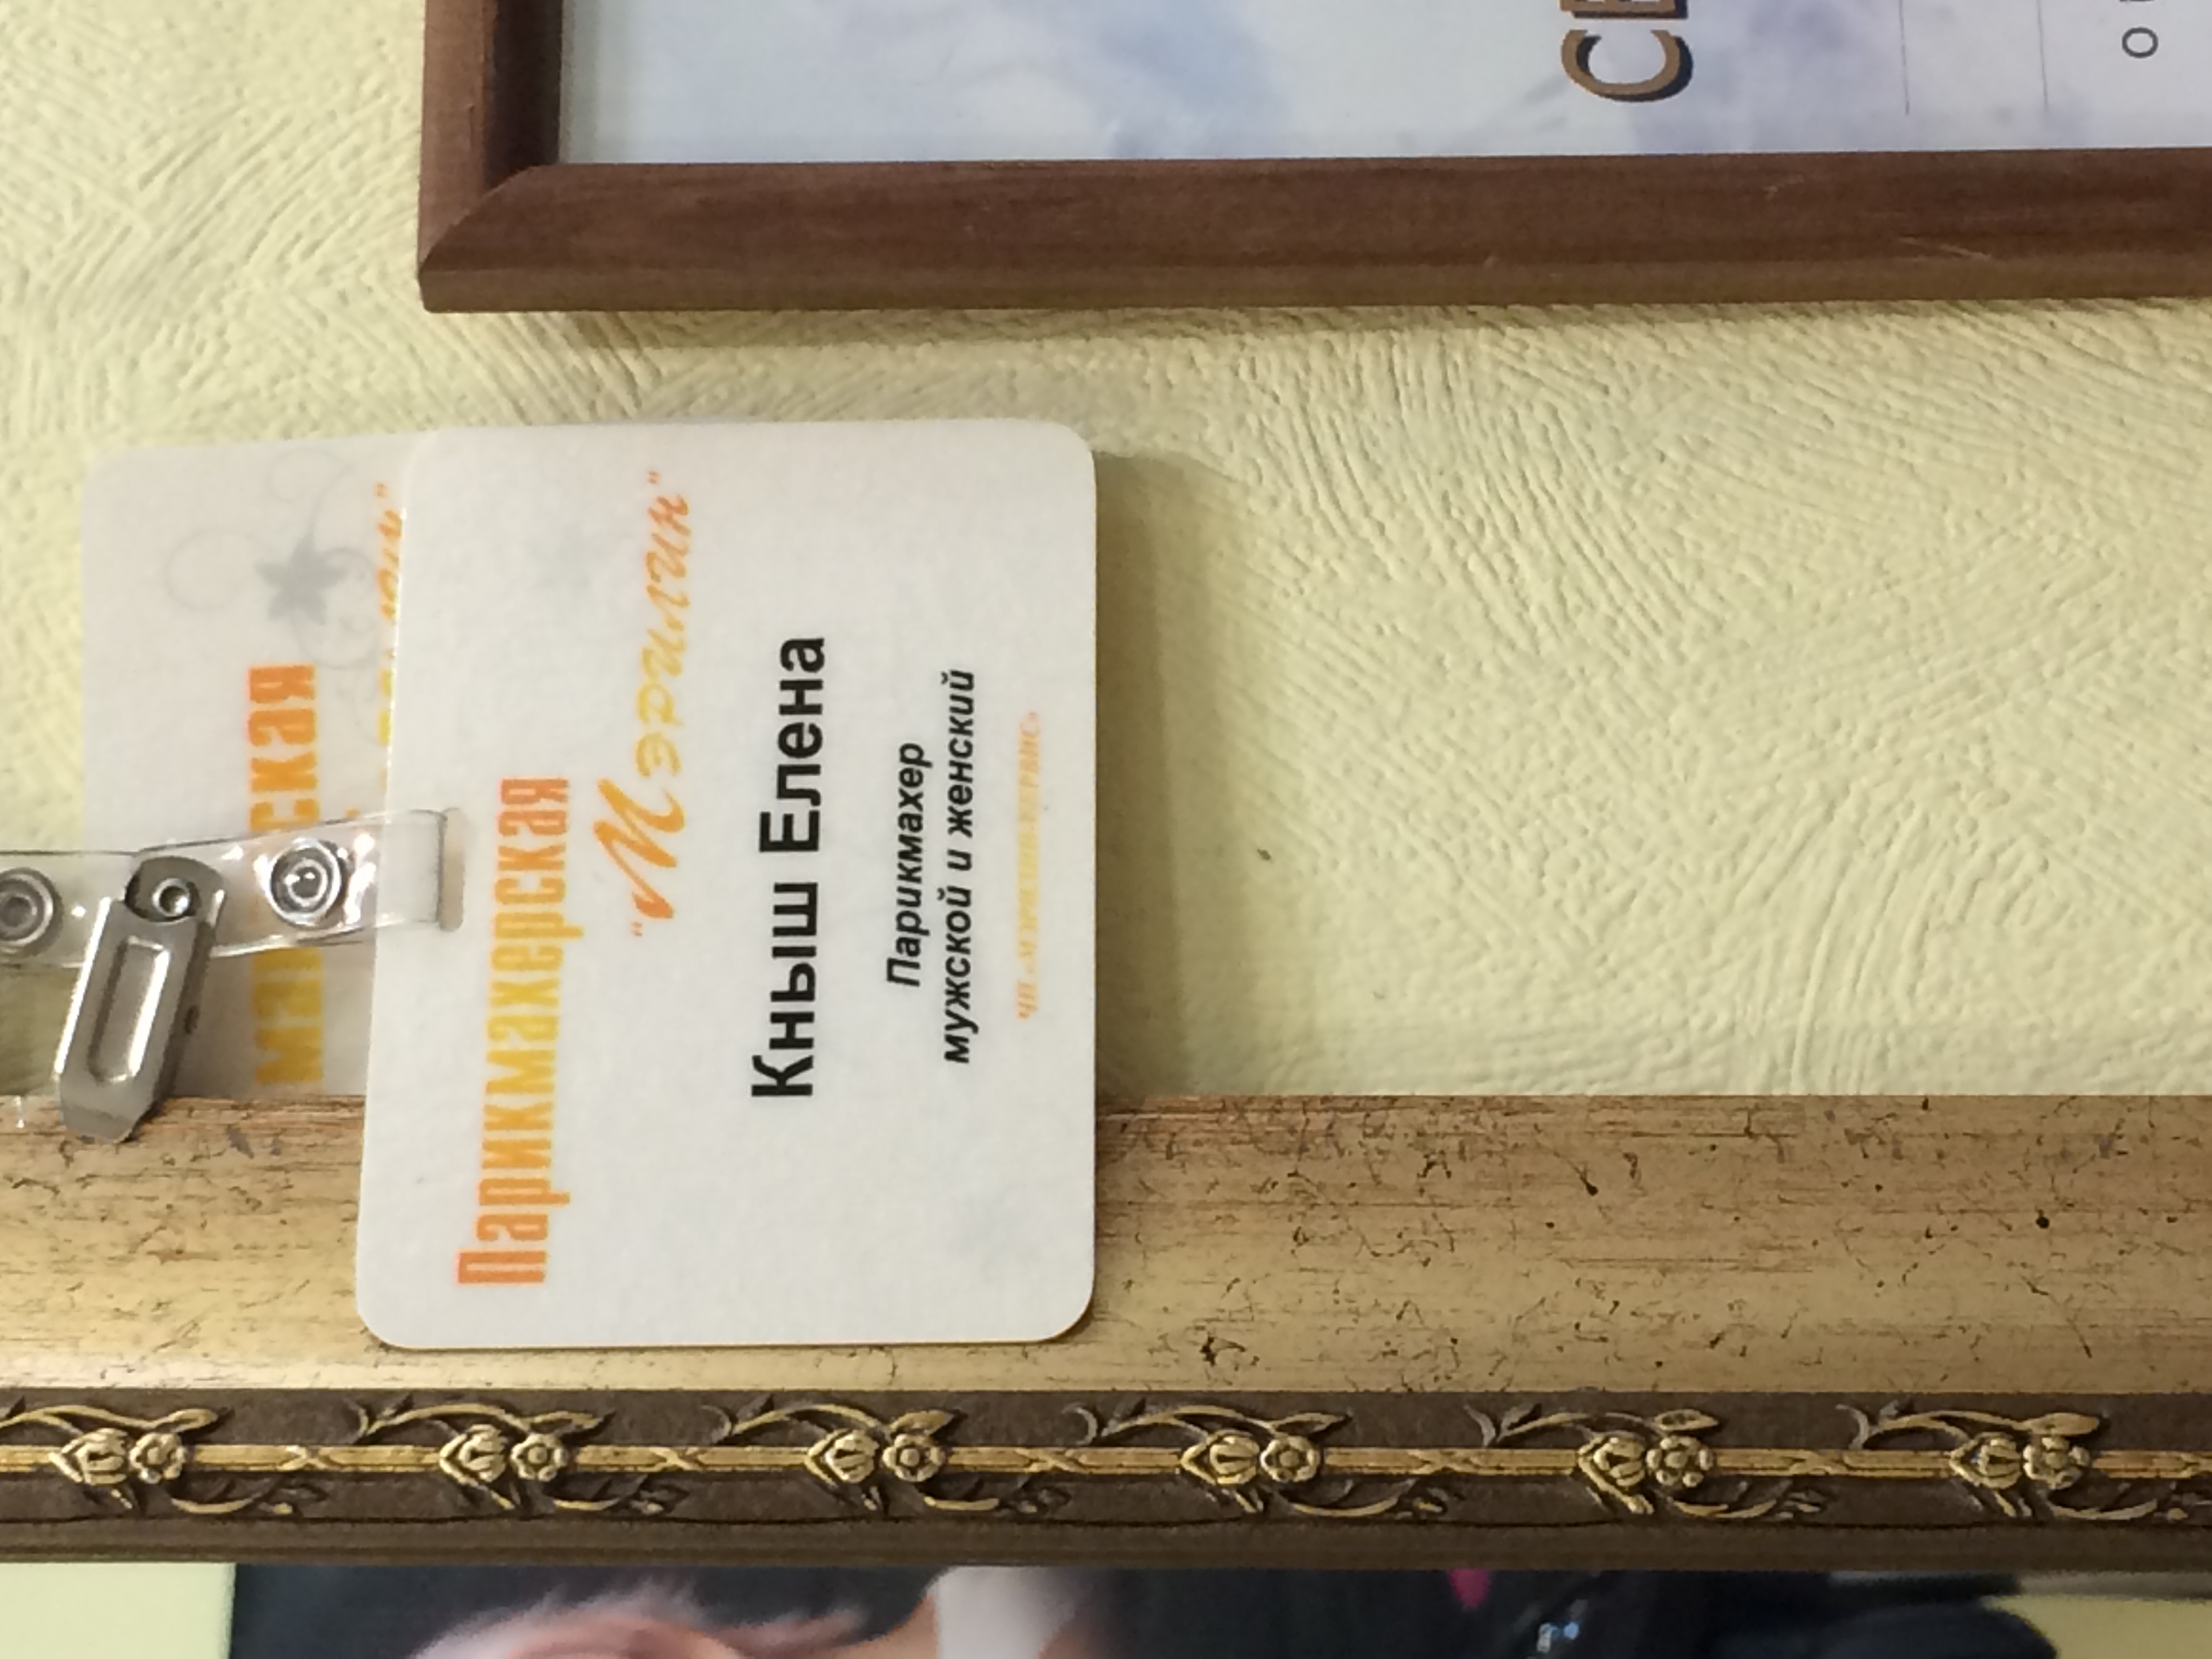 Парикмахерская
"Мэрилин"
Кныш Елена
Парикмахер
мужской и женский